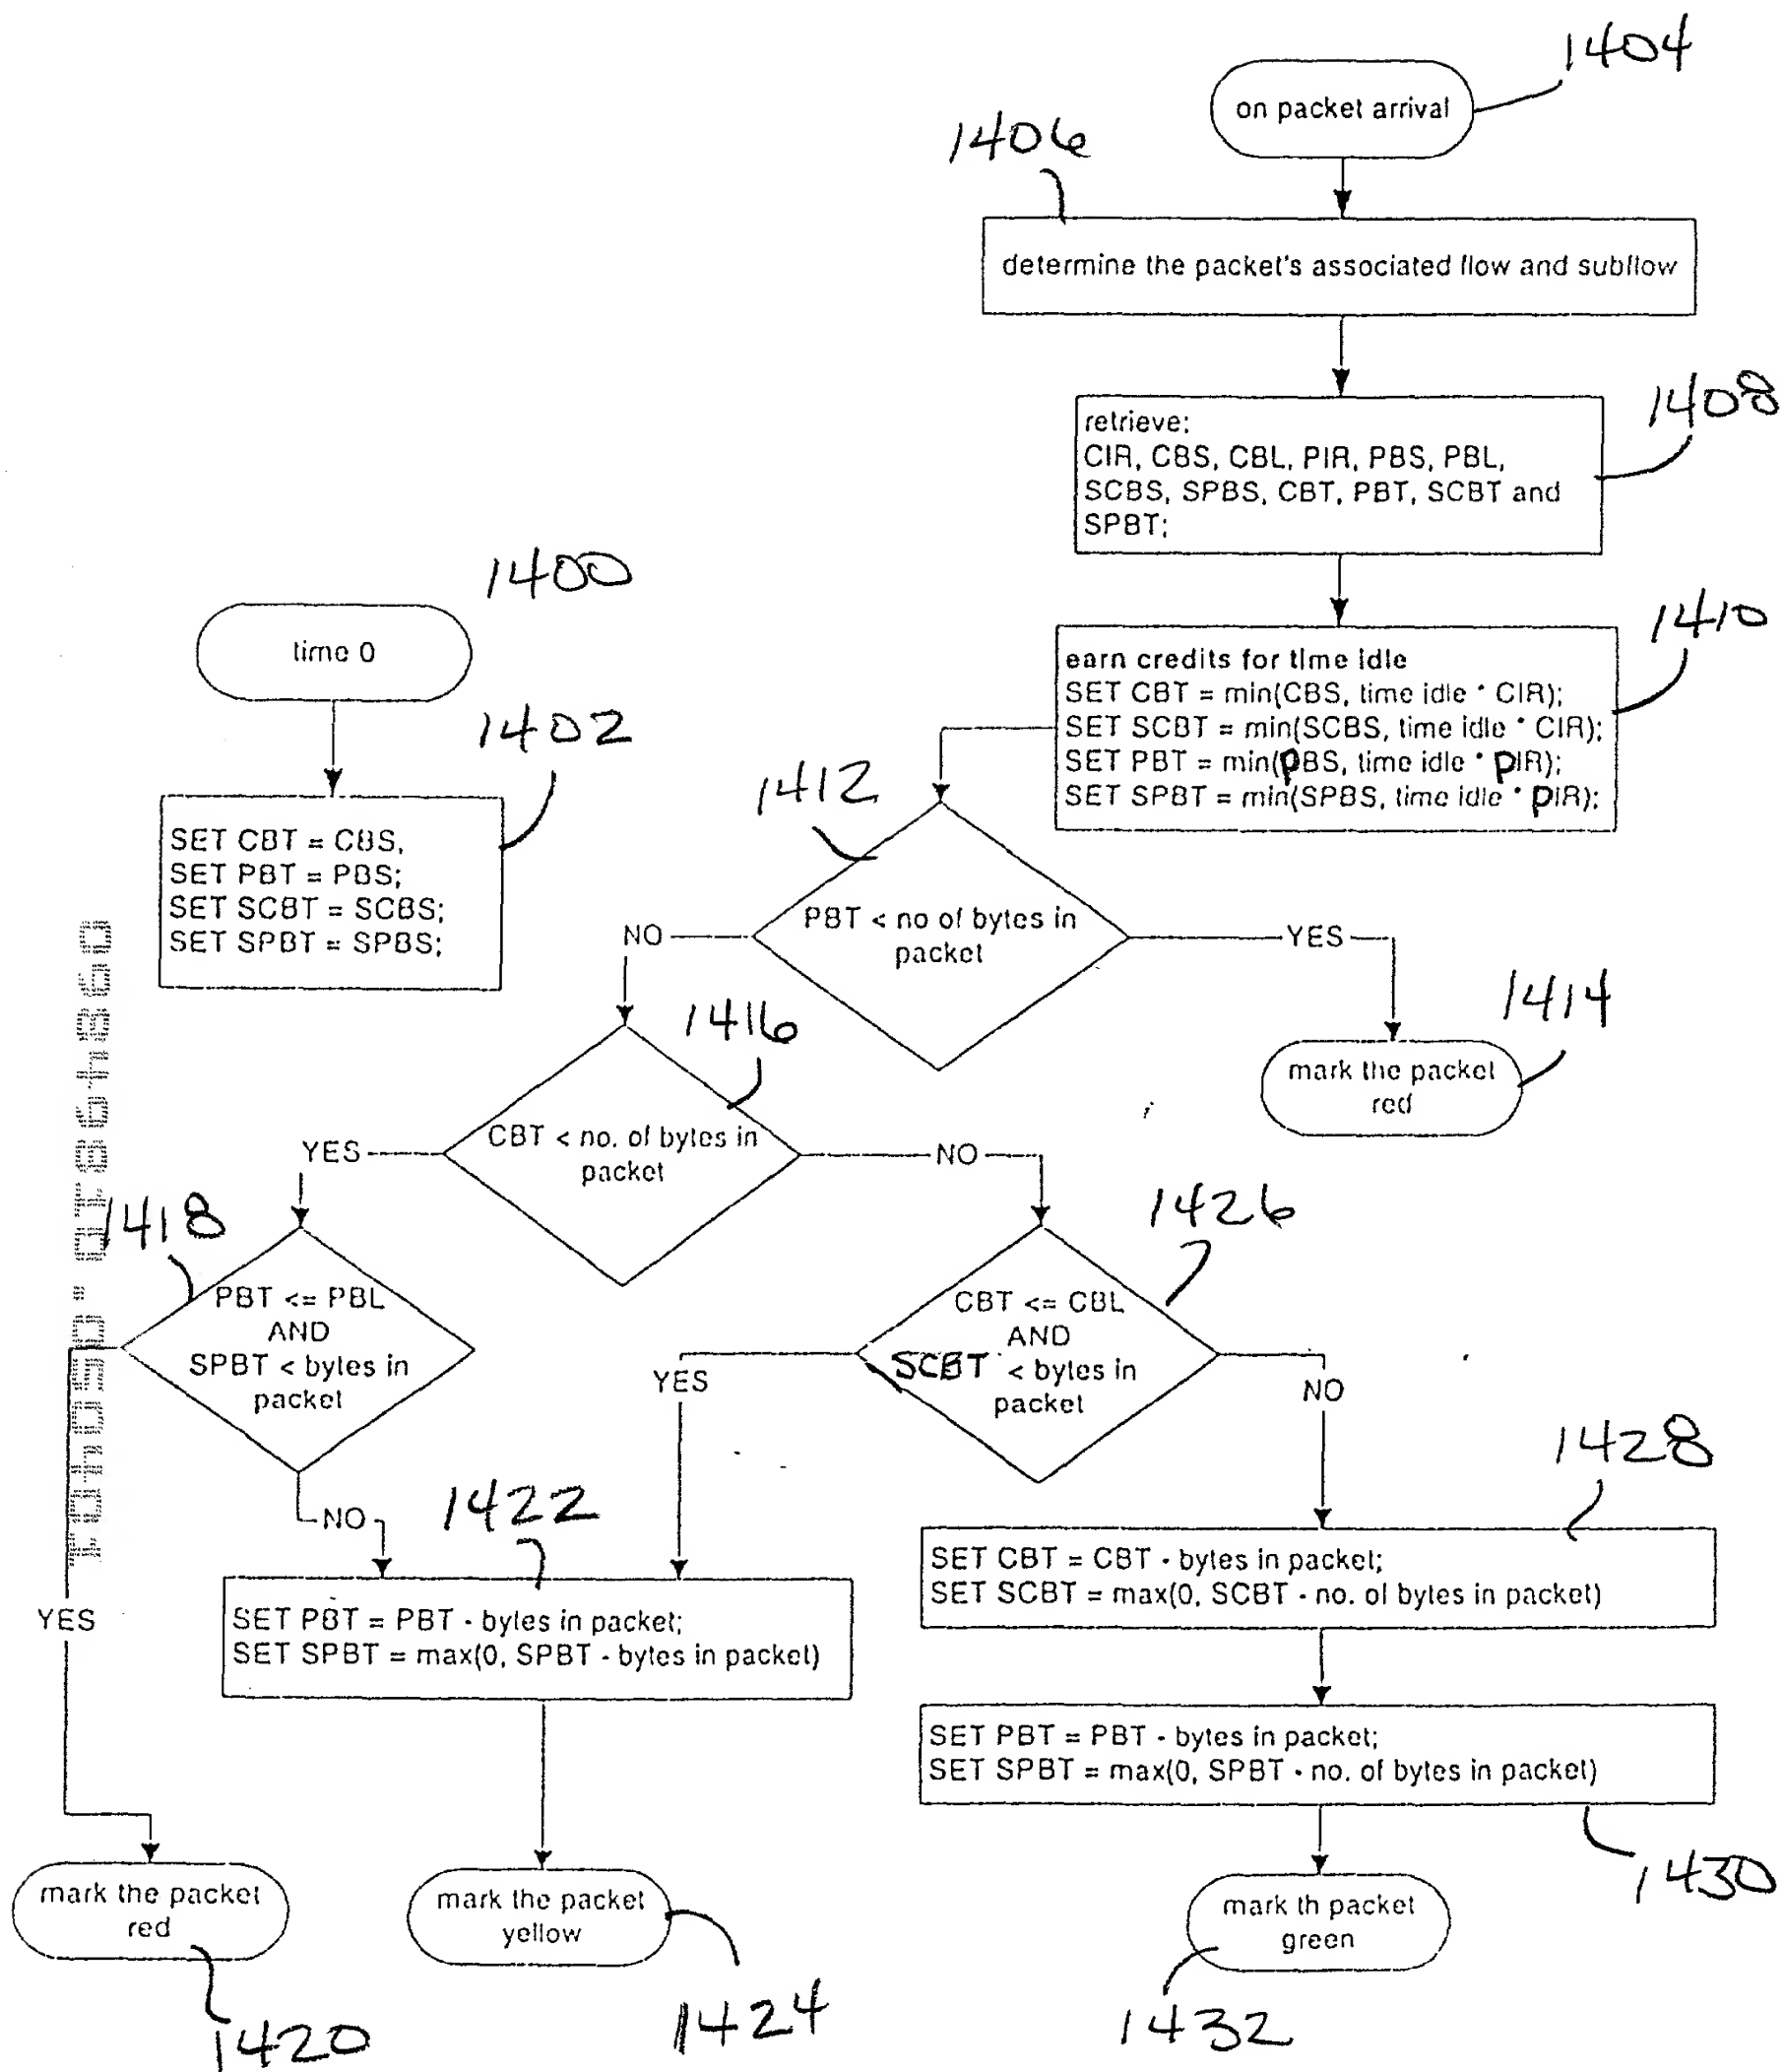 1404
on packet arrival
1406
determine the packet's associated flow and subflow
1408
retrieve:
CIR, CBS, CBL, PIR, PBS, PBL,
SCBS, SPBS, CBT, PBT, SCBT and
SPBT;
1400
time 0
1410
earn credits for time idle
SET CBT = min(CBS, time idle * CIR);
SET SCBT = min(SCBS, time idle * CIR);
SET PBT = min(PBS, time idle * PIR);
SET SPBT = min(SPBS, time idle * PIR);
1402
SET CBT = CBS,
SET PBT = PBS;
SET SCBT = SCBS;
SET SPBT = SPBS;
1412
PBT < no of bytes in
packet
NO
YES
1414
mark the packet
red
1416
CBT < no. of bytes in
packet
YES
NO
1418
PBT <= PBL
AND
SPBT < bytes in
packet
1426
CBT <= CBL
AND
SCBT < bytes in
packet
YES
NO
NO
1422
1428
SET CBT = CBT - bytes in packet;
SET SCBT = max(0, SCBT - no. of bytes in packet)
YES
SET PBT = PBT - bytes in packet;
SET SPBT = max(0, SPBT - bytes in packet)
SET PBT = PBT - bytes in packet;
SET SPBT = max(0, SPBT - no. of bytes in packet)
1430
mark the packet
red
1420
mark the packet
yellow
1424
mark th packet
green
1432